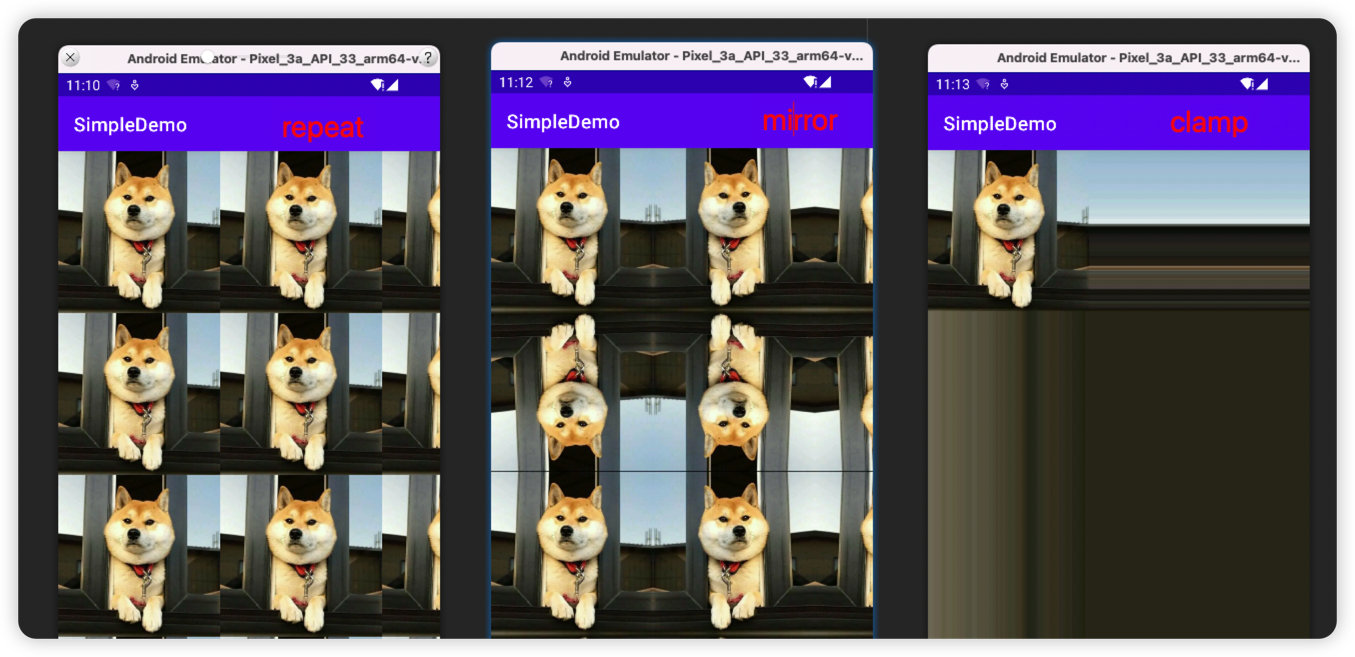 Android Emulator - Pixel_3a_API_33_arm64-v...
11:10
SimpleDemo
repeat
Android Emulator - Pixel_3a_API_33_arm64-v...
11:12
SimpleDemo
mirror
Android Emulator - Pixel_3a_API_33_arm64-v...
11:13
SimpleDemo
clamp